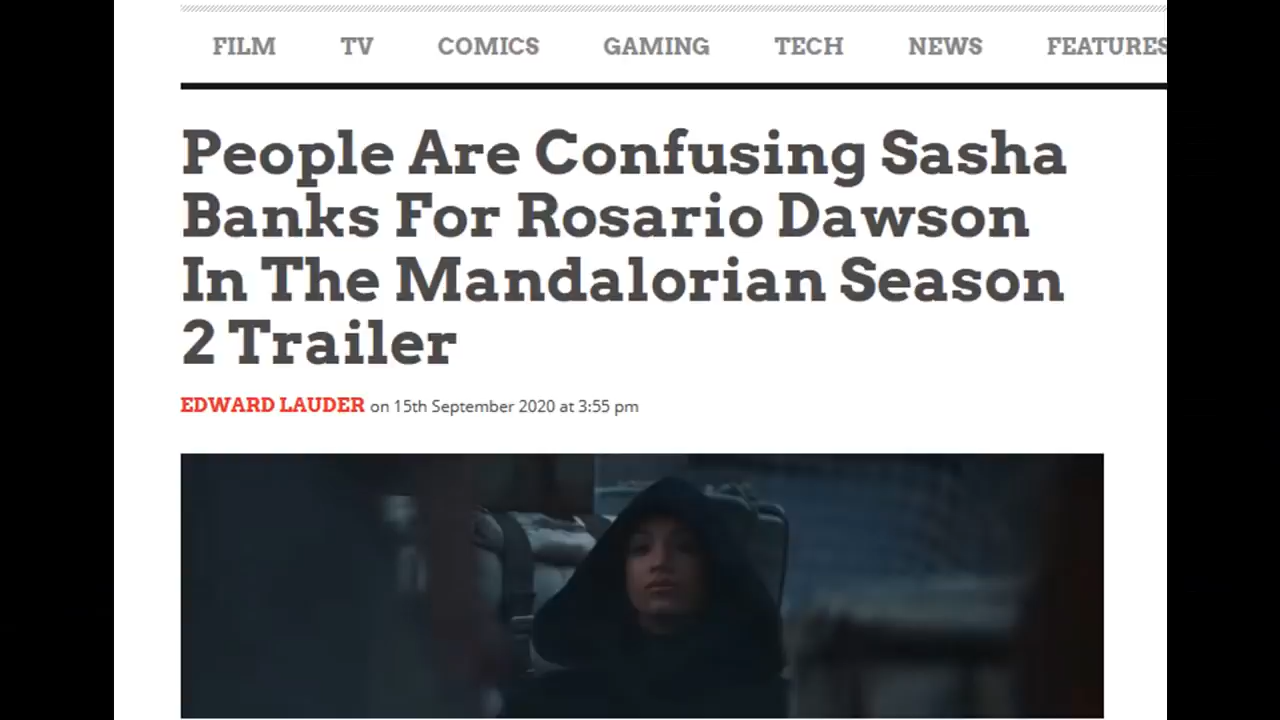 FILM TV COMICS GAMING TECH NEWS FEATURES
People Are Confusing Sasha
Banks For Rosario Dawson
In The Mandalorian Season
2 Trailer
EDWARD LAUDER on 15th September 2020 at 3:55 pm